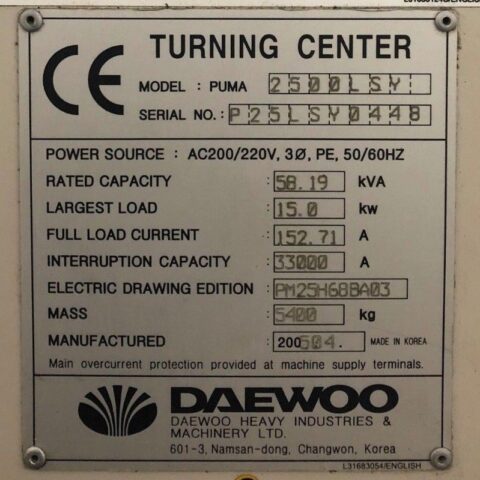 CE
TURNING CENTER
MODEL : PUMA 2500LSY
SERIAL NO. : P25LSY0448
POWER SOURCE : AC200/220V, 3Ø, PE, 50/60HZ
RATED CAPACITY : 58.19 kVA
LARGEST LOAD : 15.0 kw
FULL LOAD CURRENT : 152.71 A
INTERRUPTION CAPACITY : 33000 A
ELECTRIC DRAWING EDITION : PM25H68BA03
MASS : 5400 kg
MANUFACTURED : 200504. MADE IN KOREA
Main overcurrent protection provided at machine supply terminals.
DAEWOO
DAEWOO HEAVY INDUSTRIES &
MACHINERY LTD.
601-3, Namsan-dong, Changwon, Korea
L31683054/ENGLISH